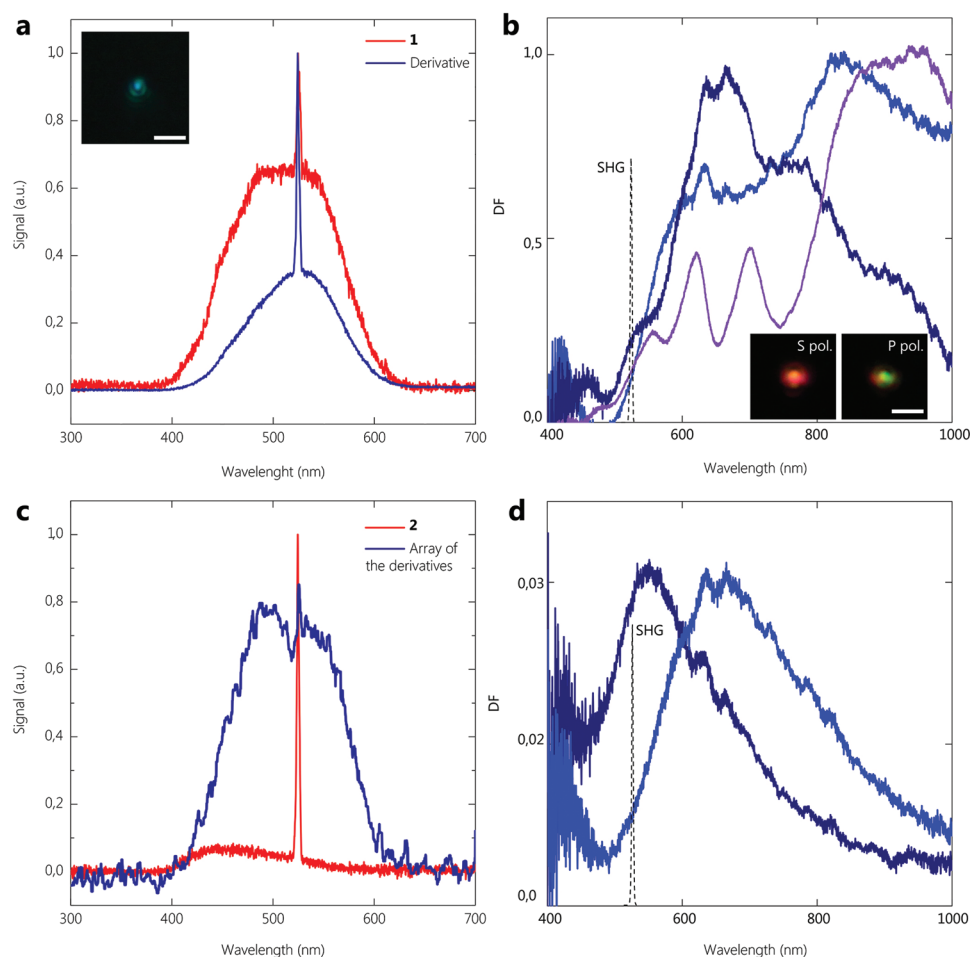 a
1
Derivative
1,0
0,8
0,6
0,4
0,2
0,0
Signal (a.u.)
300 400 500 600 700
Wavelenght (nm)
b
1,0
0,5
0,0
DF
SHG
S pol.
P pol.
400 600 800 1000
Wavelength (nm)
c
2
Array of
the derivatives
1,0
0,8
0,6
0,4
0,2
0,0
Signal (a.u.)
300 400 500 600 700
Wavelength (nm)
d
0,03
0,02
0,0
DF
SHG
400 600 800 1000
Wavelength (nm)